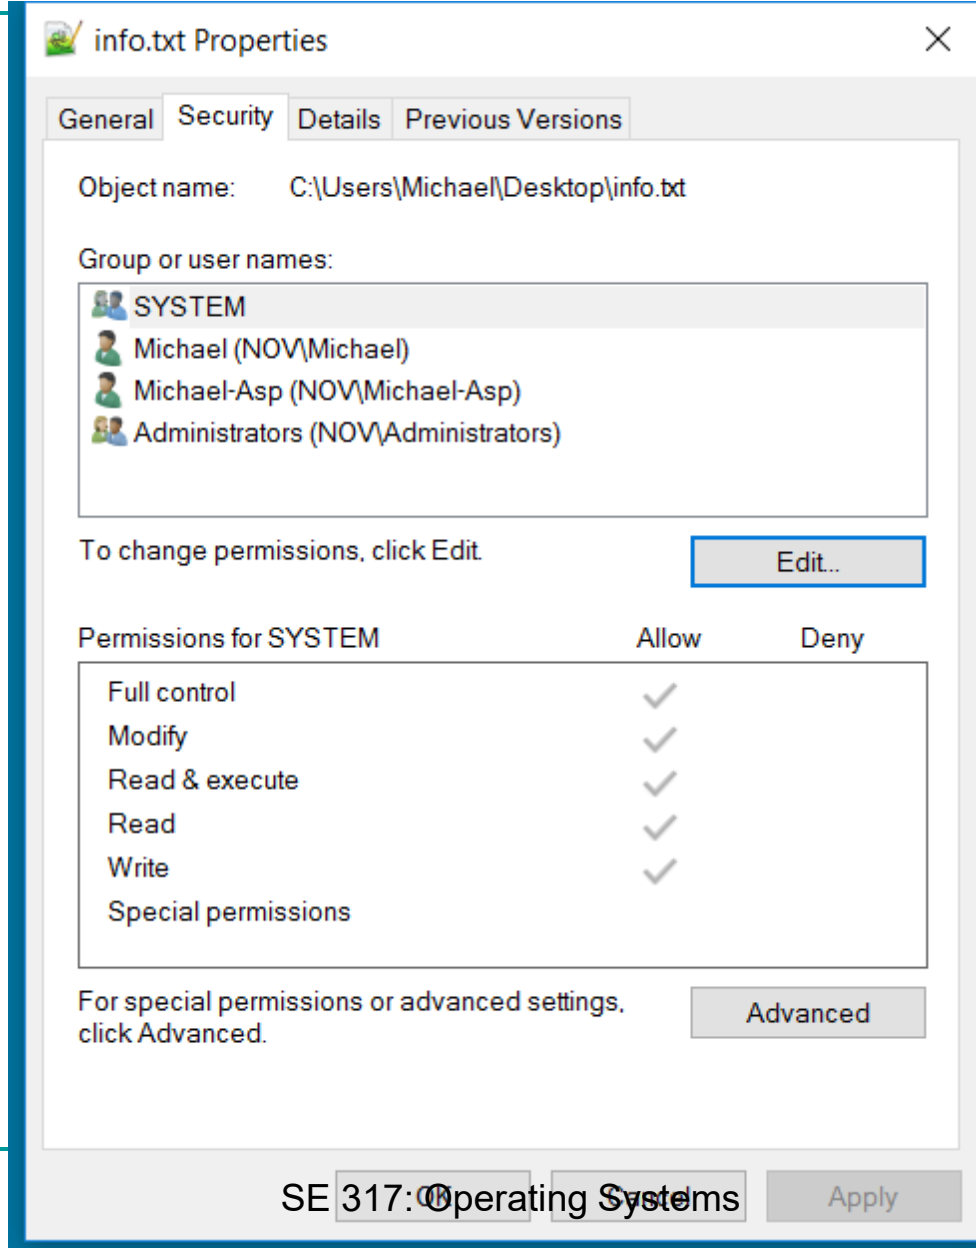 info.txt Properties
General Security Details Previous Versions
Object name: C:\Users\Michael\Desktop\info.txt
Group or user names:
SYSTEM
Michael (NOV\Michael)
Michael-Asp (NOV\Michael-Asp)
Administrators (NOV\Administrators)
To change permissions, click Edit.
Edit...
Permissions for SYSTEM Allow Deny
Full control
Modify
Read & execute
Read
Write
Special permissions
For special permissions or advanced settings,
click Advanced.
Advanced
OK Cancel Apply
SE 317: Operating Systems